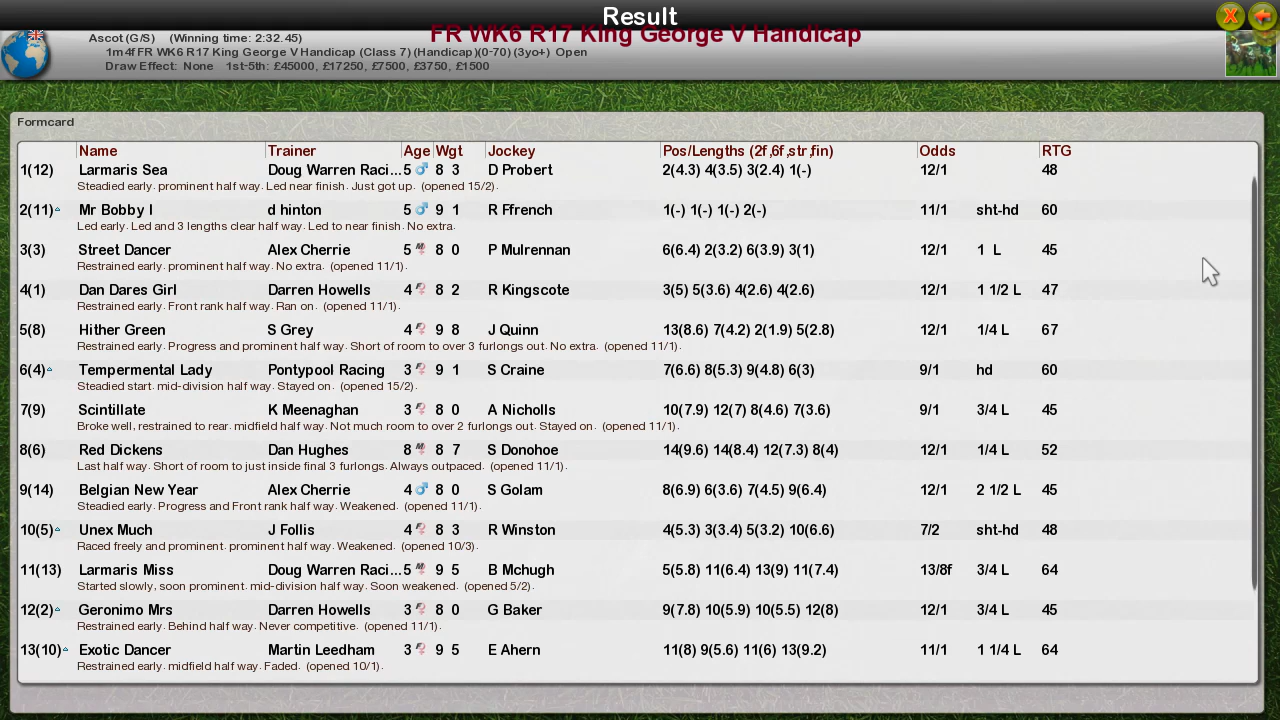 Result
FR WK6 R17 King George V Handicap
Ascot (G/S) (Winning time: 2:32.45)
1m4f FR WK6 R17 King George V Handicap (Class 7) (Handicap)(0-70) (3yo+) Open
Draw Effect: None 1st-5th: £45000, £17250, £7500, £3750, £1500
Formcard
Name Trainer Age Wgt Jockey Pos/Lengths (2f,6f,str,fin) Odds RTG
1(12) Larmaris Sea Doug Warren Raci... 5 8 3 D Probert 2(4.3) 4(3.5) 3(2.4) 1(-) 12/1 48
Steadied early. prominent half way. Led near finish. Just got up. (opened 15/2).
2(11) Mr Bobby I d hinton 5 9 1 R Ffrench 1(-) 1(-) 1(-) 2(-) 11/1 sht-hd 60
Led early. Led and 3 lengths clear half way. Led to near finish. No extra.
3(3) Street Dancer Alex Cherrie 5 8 0 P Mulrennan 6(6.4) 2(3.2) 6(3.9) 3(1) 12/1 1 L 45
Restrained early. prominent half way. No extra. (opened 11/1).
4(1) Dan Dares Girl Darren Howells 4 8 2 R Kingscote 3(5) 5(3.6) 4(2.6) 4(2.6) 12/1 1 1/2 L 47
Restrained early. Front rank half way. Ran on. (opened 11/1).
5(8) Hither Green S Grey 4 9 8 J Quinn 13(8.6) 7(4.2) 2(1.9) 5(2.8) 12/1 1/4 L 67
Restrained early. Progress and prominent half way. Short of room to over 3 furlongs out. No extra. (opened 11/1).
6(4) Tempermental Lady Pontypool Racing 3 9 1 S Craine 7(6.6) 8(5.3) 9(4.8) 6(3) 9/1 hd 60
Steadied start. mid-division half way. Stayed on. (opened 15/2).
7(9) Scintillate K Meenaghan 3 8 0 A Nicholls 10(7.9) 12(7) 8(4.6) 7(3.6) 9/1 3/4 L 45
Broke well, restrained to rear. midfield half way. Not much room to over 2 furlongs out. Stayed on. (opened 11/1).
8(6) Red Dickens Dan Hughes 8 8 7 S Donohoe 14(9.6) 14(8.4) 12(7.3) 8(4) 12/1 1/4 L 52
Last half way. Short of room to just inside final 3 furlongs. Always outpaced. (opened 11/1).
9(14) Belgian New Year Alex Cherrie 4 8 0 S Golam 8(6.9) 6(3.6) 7(4.5) 9(6.4) 12/1 2 1/2 L 45
Steadied early. Progress and Front rank half way. Weakened. (opened 11/1).
10(5) Unex Much J Follis 4 8 3 R Winston 4(5.3) 3(3.4) 5(3.2) 10(6.6) 7/2 sht-hd 48
Raced freely and prominent. prominent half way. Weakened. (opened 10/3).
11(13) Larmaris Miss Doug Warren Raci... 5 9 5 B Mchugh 5(5.8) 11(6.4) 13(9) 11(7.4) 13/8f 3/4 L 64
Started slowly, soon prominent. mid-division half way. Soon weakened. (opened 5/2).
12(2) Geronimo Mrs Darren Howells 3 8 0 G Baker 9(7.8) 10(5.9) 10(5.5) 12(8) 12/1 3/4 L 45
Restrained early. Behind half way. Never competitive. (opened 11/1).
13(10) Exotic Dancer Martin Leedham 3 9 5 E Ahern 11(8) 9(5.6) 11(6) 13(9.2) 11/1 1 1/4 L 64
Restrained early. midfield half way. Faded. (opened 10/1).